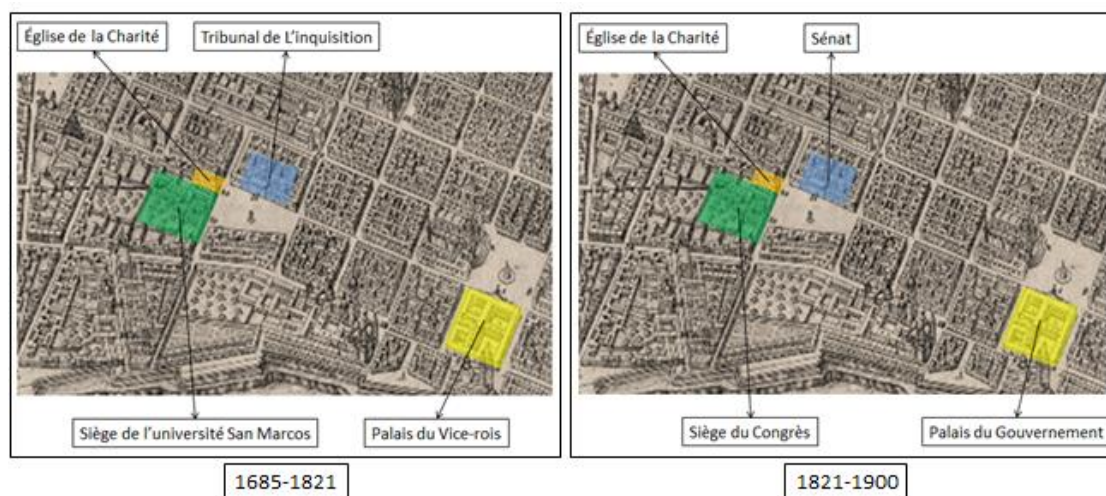 Église de la Charité
Tribunal de L'inquisition
Siège de l'université San Marcos
Palais du Vice-rois
1685-1821
Église de la Charité
Sénat
Siège du Congrès
Palais du Gouvernement
1821-1900